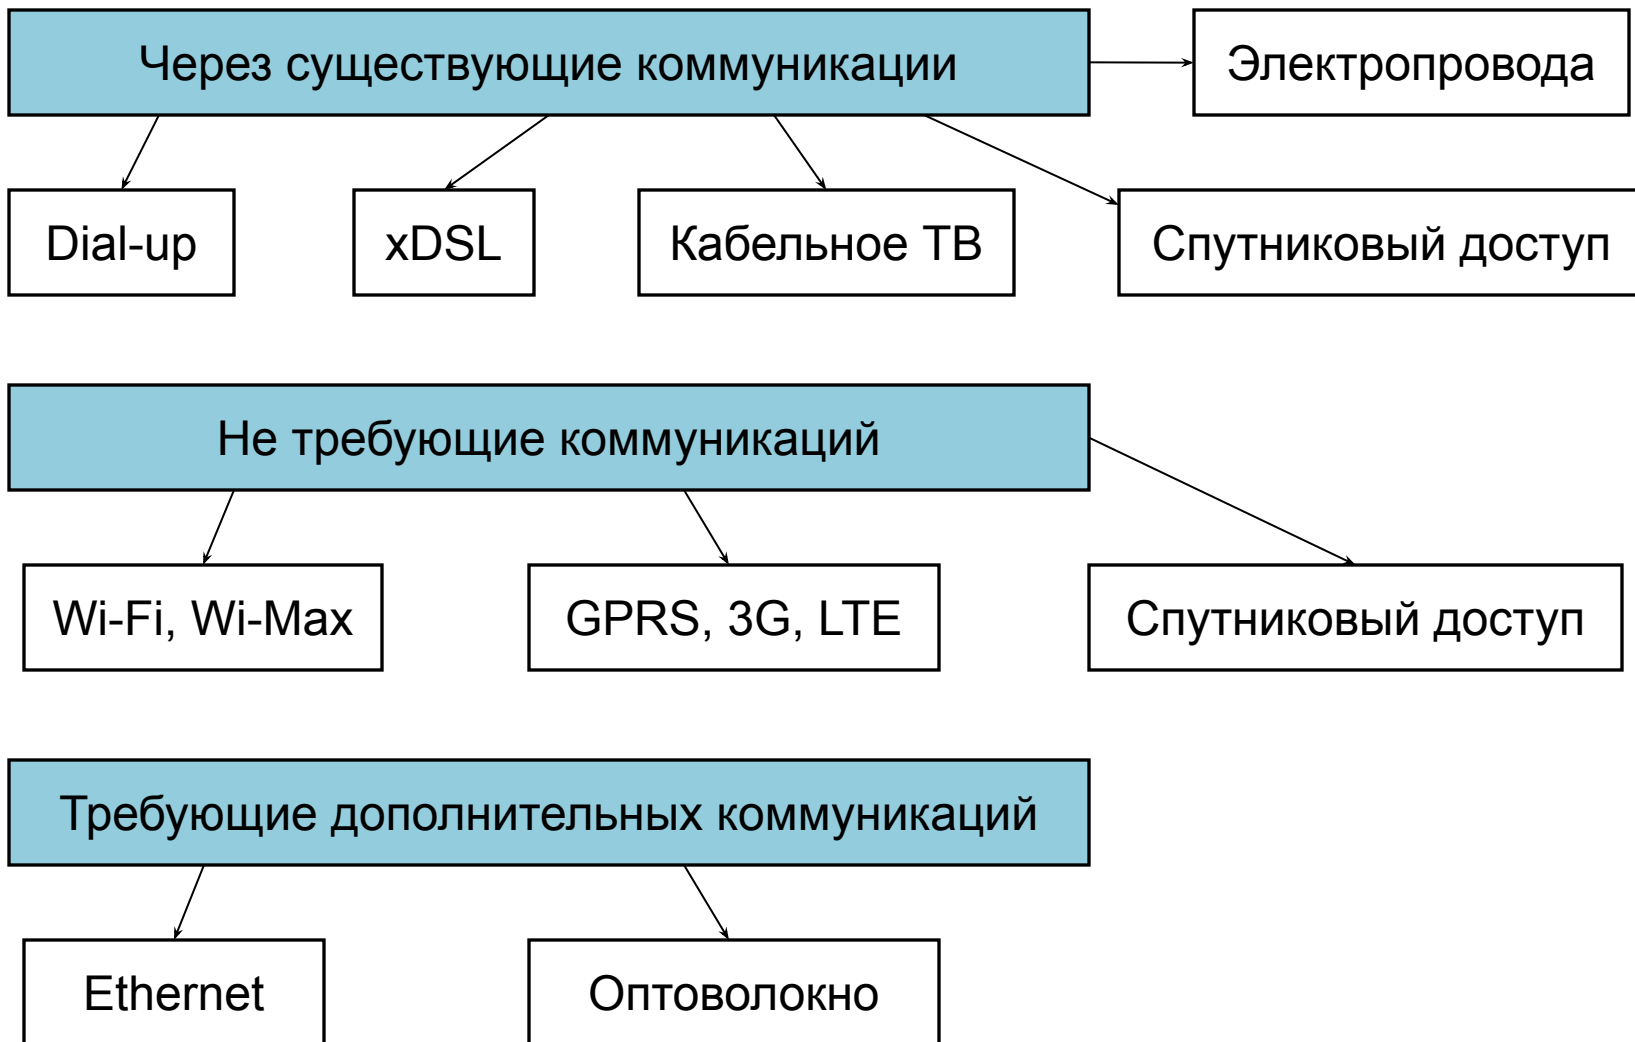 Через существующие коммуникации
Электропровода
Dial-up
xDSL
Кабельное ТВ
Спутниковый доступ
Не требующие коммуникаций
Wi-Fi, Wi-Max
GPRS, 3G, LTE
Спутниковый доступ
Требующие дополнительных коммуникаций
Ethernet
Оптоволокно